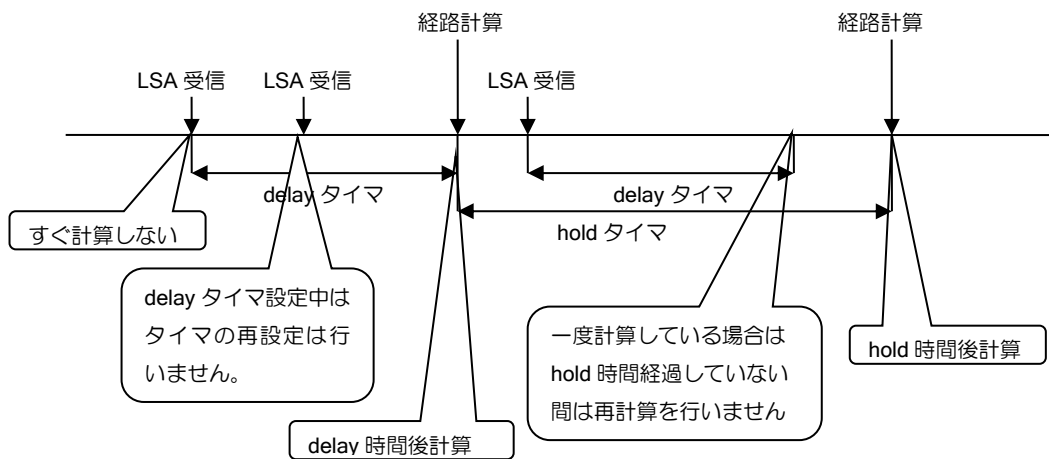 経路計算
経路計算
LSA 受信
LSA 受信
LSA 受信
delay タイマ
delay タイマ
hold タイマ
すぐ計算しない
delay タイマ設定中は
タイマの再設定は行
いません。
一度計算している場合は
hold 時間経過していない
間は再計算を行いません
hold 時間後計算
delay 時間後計算